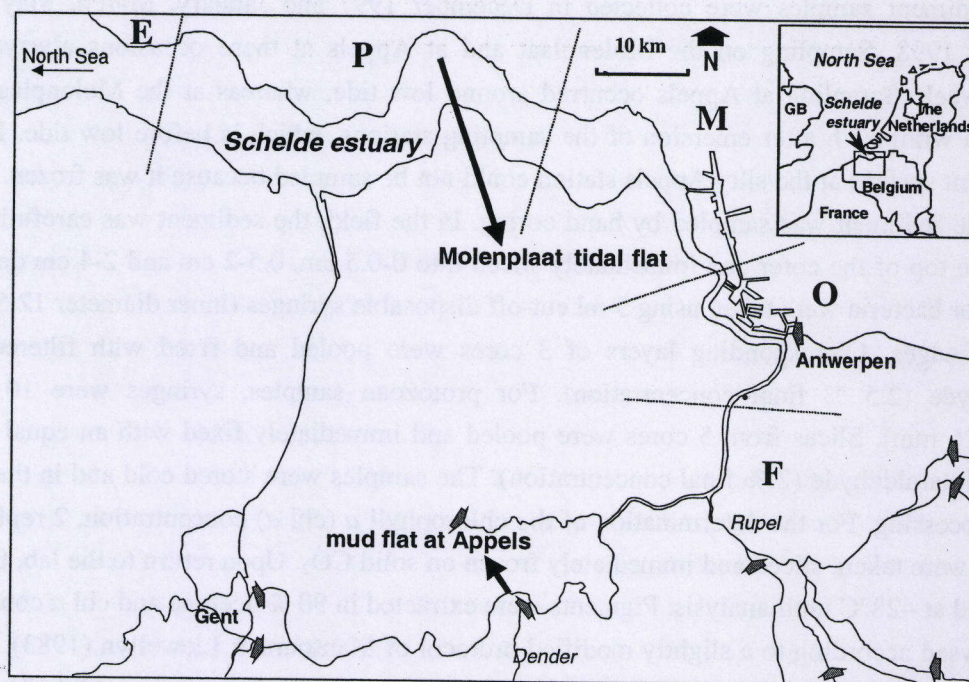 E
P
North Sea
10 km
N
M
Schelde estuary
Molenplaat tidal flat
O
Antwerpen
F
Rupel
mud flat at Appels
Gent
Dender
North Sea
GB
Schelde
estuary
The
Netherlands
Belgium
France